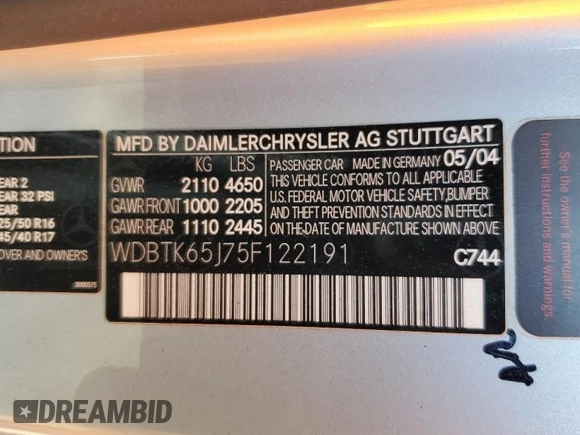 TION
EAR 2
EAR 32 PSI
EAR
25/50 R16
45/40 R17
OVER AND OWNER'S
3000575
MFD BY DAIMLERCHRYSLER AG STUTTGART
KG LBS
GVWR 2110 4650
GAWR FRONT 1000 2205
GAWR REAR 1110 2445
PASSENGER CAR MADE IN GERMANY 05/04
THIS VEHICLE CONFORMS TO ALL APPLICABLE
U.S. FEDERAL MOTOR VEHICLE SAFETY,BUMPER
AND THEFT PREVENTION STANDARDS IN EFFECT
ON-THE-DATE OF MANUFACTURE SHOWN ABOVE
WDBTK65J75F122191
C744
See owner's manual for
further instructions
and warnings.
DREAMBID